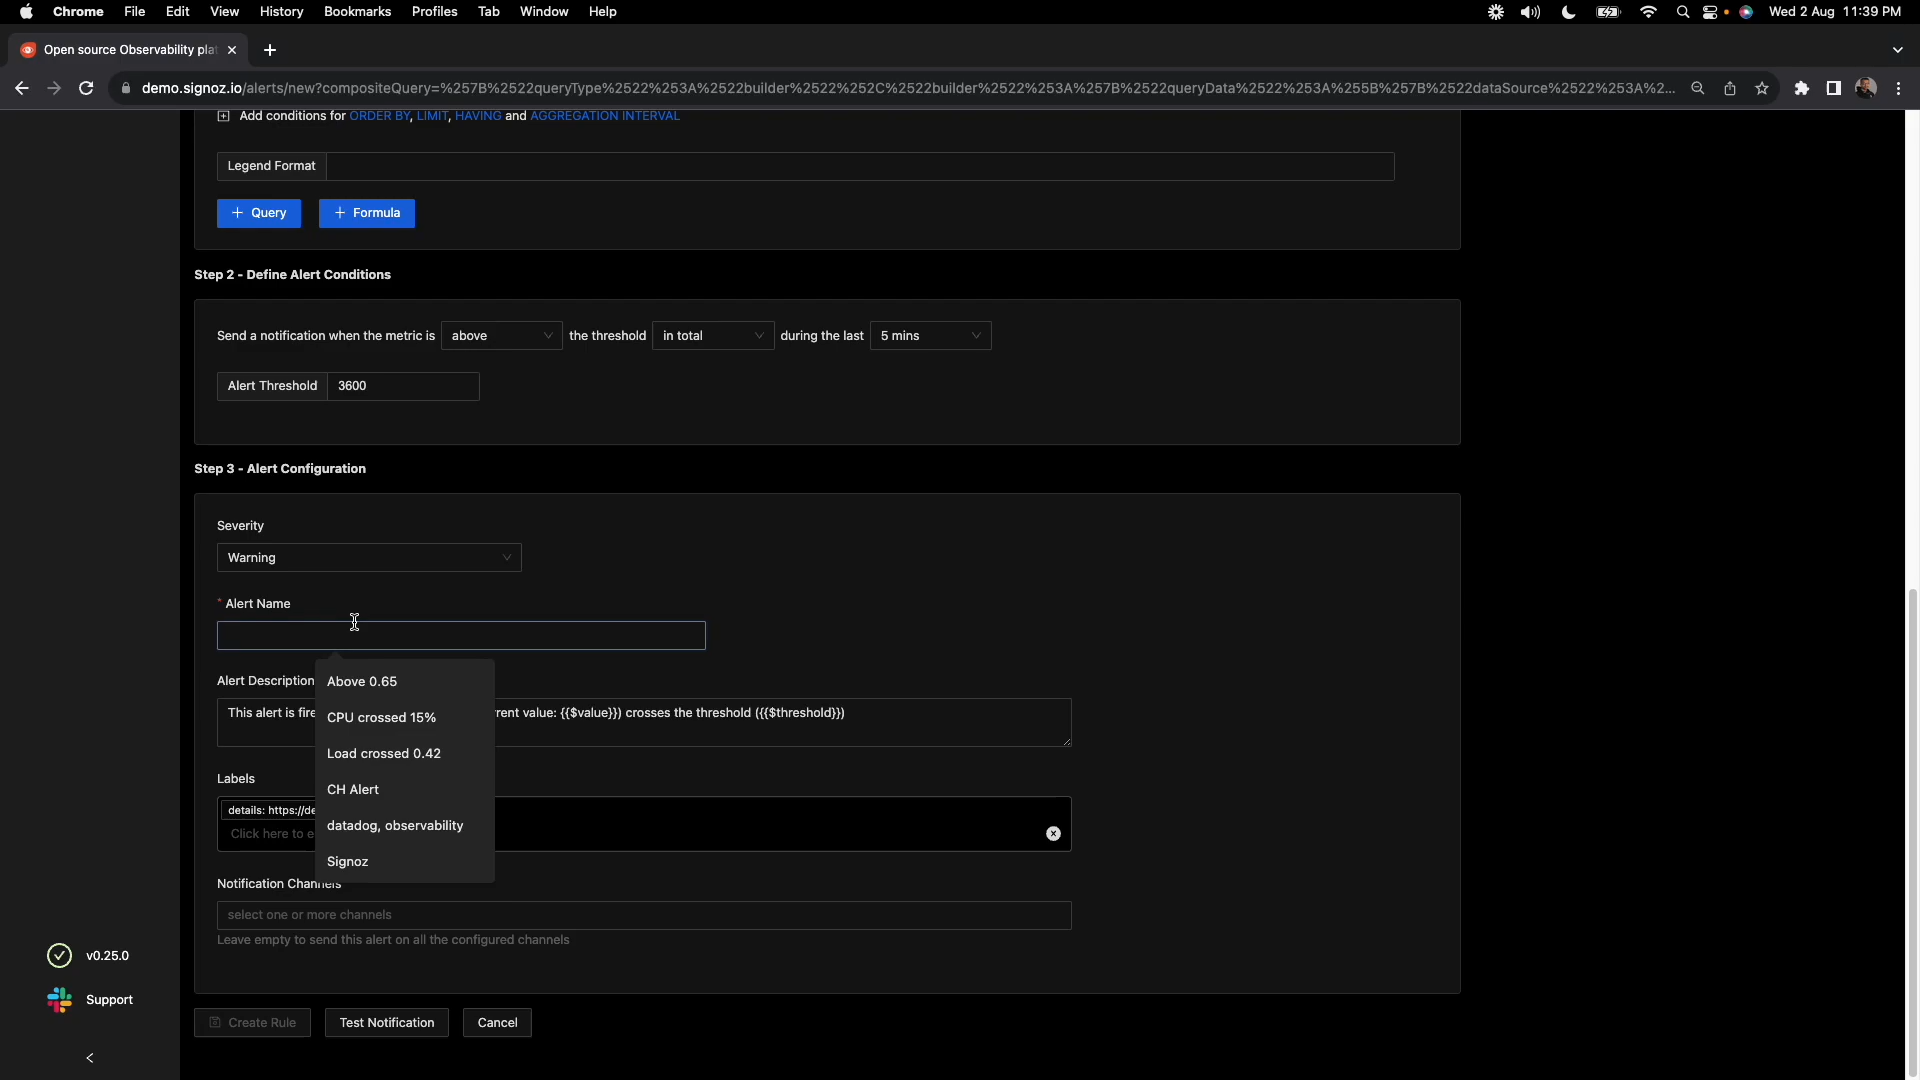 Chrome File Edit View History Bookmarks Profiles Tab Window Help Wed 2 Aug 11:39 PM
Open source Observability plat
demo.signoz.io/alerts/new?compositeQuery=%257B%2522queryType%2522%253A%2522builder%2522%252C%2522builder%2522%253A%257B%2522queryData%2522%253A%255B%257B%2522dataSource%2522%253A%2...
Add conditions for ORDER BY, LIMIT, HAVING and AGGREGATION INTERVAL
Legend Format
+ Query + Formula
Step 2 - Define Alert Conditions
Send a notification when the metric is above the threshold in total during the last 5 mins
Alert Threshold 3600
Step 3 - Alert Configuration
Severity
Warning
* Alert Name
Alert Description
Above 0.65
This alert is fire rent value: {{$value}}) crosses the threshold ({{$threshold}})
CPU crossed 15%
Load crossed 0.42
Labels
CH Alert
details: https://de
datadog, observability
Click here to e
Signoz
Notification Channels
select one or more channels
Leave empty to send this alert on all the configured channels
v0.25.0
Support
Create Rule Test Notification Cancel